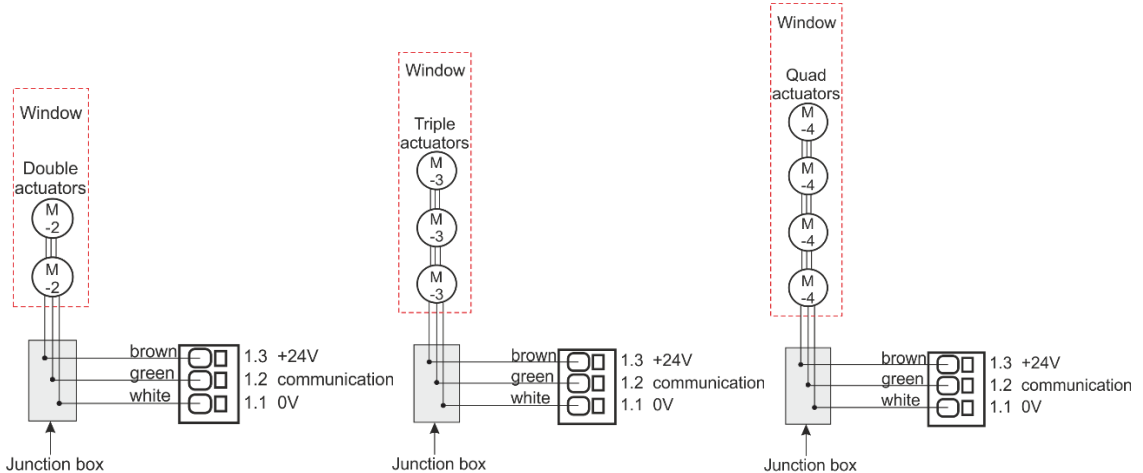 Window
Double
actuators
M
-2
M
-2
brown 1.3 +24V
green 1.2 communication
white 1.1 0V
Junction box
Window
Triple
actuators
M
-3
M
-3
M
-3
brown 1.3 +24V
green 1.2 communication
white 1.1 0V
Junction box
Window
Quad
actuators
M
-4
M
-4
M
-4
M
-4
brown 1.3 +24V
green 1.2 communication
white 1.1 0V
Junction box